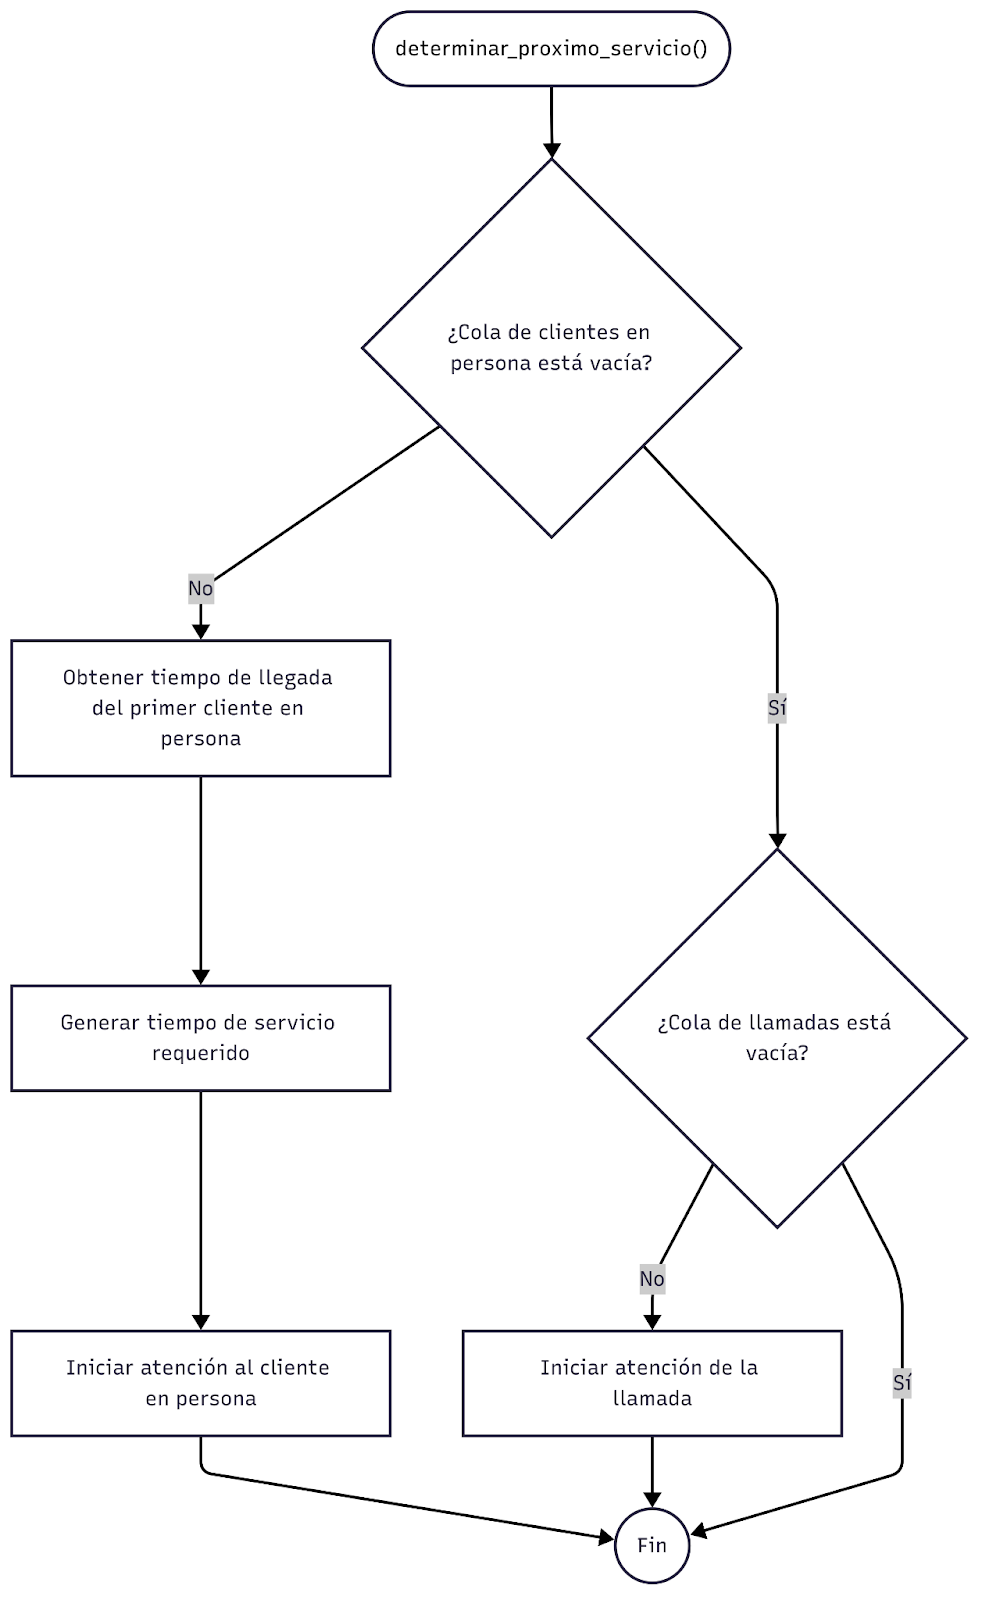 determinar_proximo_servicio()
¿Cola de clientes en
persona está vacía?
No
Obtener tiempo de llegada
del primer cliente en
persona
Sí
Generar tiempo de servicio
requerido
¿Cola de llamadas está
vacía?
No
Iniciar atención al cliente
en persona
Iniciar atención de la
llamada
Sí
Fin